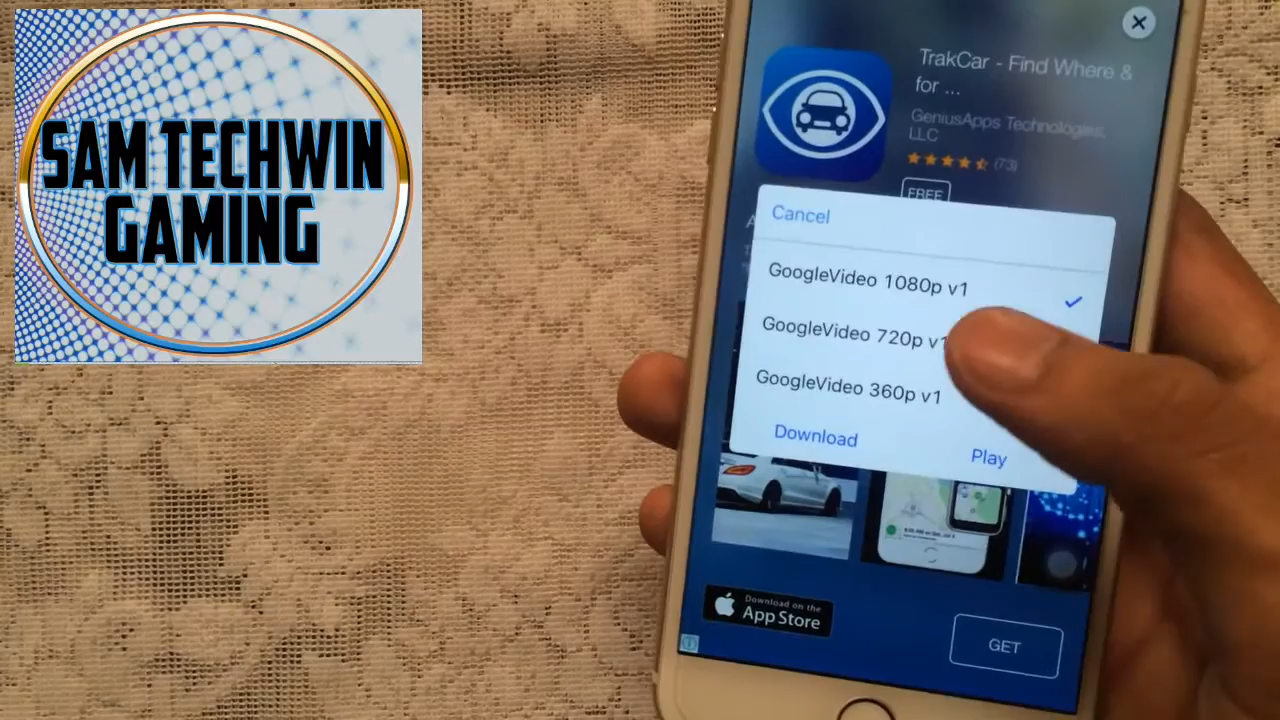 SAM TECHWIN
GAMING
TrakCar - Find Where &
for ...
GeniusApps Technologies,
LLC
(73)
FREE
Cancel
GoogleVideo 1080p v1
GoogleVideo 720p v1
GoogleVideo 360p v1
Download
Play
Download on the
App Store
GET